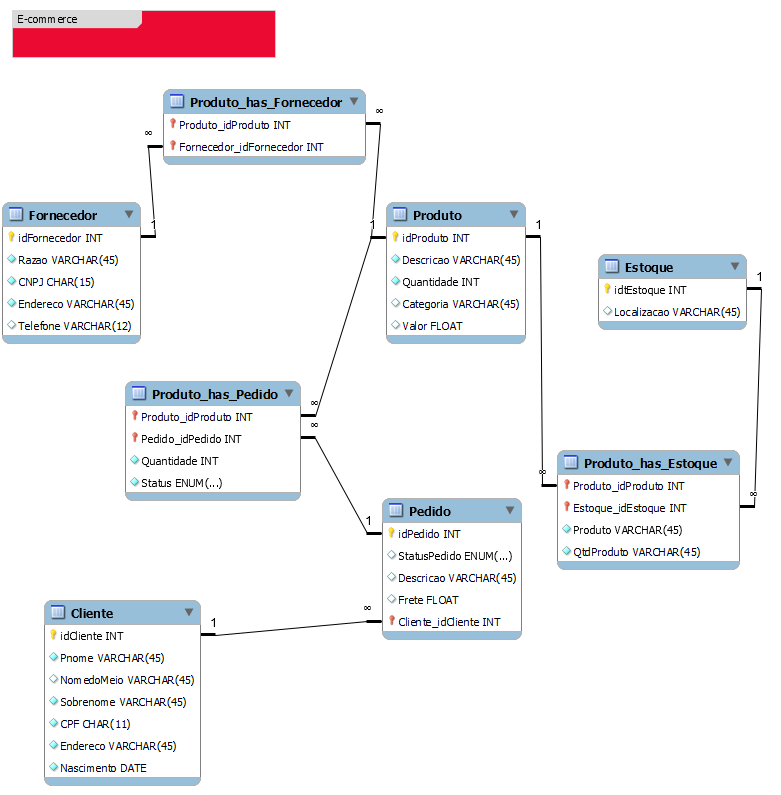 E-commerce
Produto_has_Fornecedor
Produto_idProduto INT
Fornecedor_idFornecedor INT
∞
∞
Fornecedor
idFornecedor INT
Razao VARCHAR(45)
CNPJ CHAR(15)
Endereco VARCHAR(45)
Telefone VARCHAR(12)
1
1
Produto
idProduto INT
Descricao VARCHAR(45)
Quantidade INT
Categoria VARCHAR(45)
Valor FLOAT
1
Estoque
idtEstoque INT
Localizacao VARCHAR(45)
1
Produto_has_Pedido
Produto_idProduto INT
Pedido_idPedido INT
Quantidade INT
Status ENUM(...)
∞
∞
Produto_has_Estoque
Produto_idProduto INT
Estoque_idEstoque INT
Produto VARCHAR(45)
QtdProduto VARCHAR(45)
∞
∞
Pedido
idPedido INT
StatusPedido ENUM(...)
Descricao VARCHAR(45)
Frete FLOAT
Cliente_idCliente INT
1
∞
Cliente
idCliente INT
Pnome VARCHAR(45)
NomedoMeio VARCHAR(45)
Sobrenome VARCHAR(45)
CPF CHAR(11)
Endereco VARCHAR(45)
Nascimento DATE
1